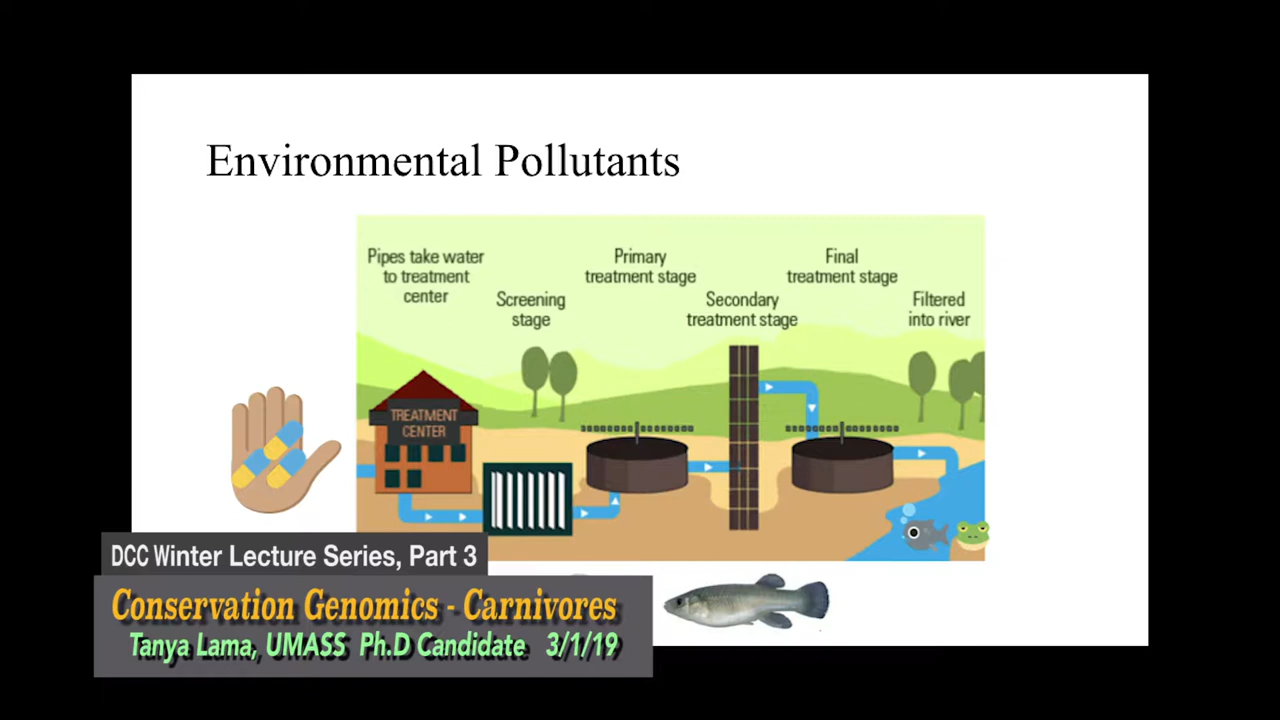 Environmental Pollutants
Pipes take water
to treatment
center
Screening
stage
Primary
treatment stage
Secondary
treatment stage
Final
treatment stage
Filtered
into river
TREATMENT
CENTER
DCC Winter Lecture Series, Part 3
Conservation Genomics - Carnivores
Tanya Lama, UMASS Ph.D Candidate 3/1/19